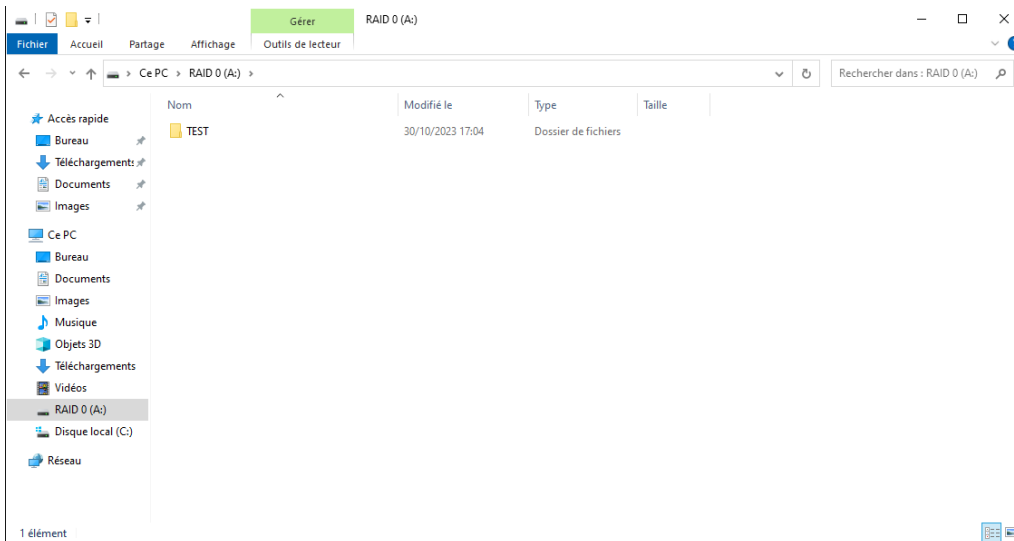 Gérer
RAID 0 (A:)
Fichier
Accueil
Partage
Affichage
Outils de lecteur
Ce PC > RAID 0 (A:) >
Rechercher dans : RAID 0 (A:)
Nom
Modifié le
Type
Taille
TEST
30/10/2023 17:04
Dossier de fichiers
Accès rapide
Bureau
Téléchargements
Documents
Images
Ce PC
Bureau
Documents
Images
Musique
Objets 3D
Téléchargements
Vidéos
RAID 0 (A:)
Disque local (C:)
Réseau
1 élément